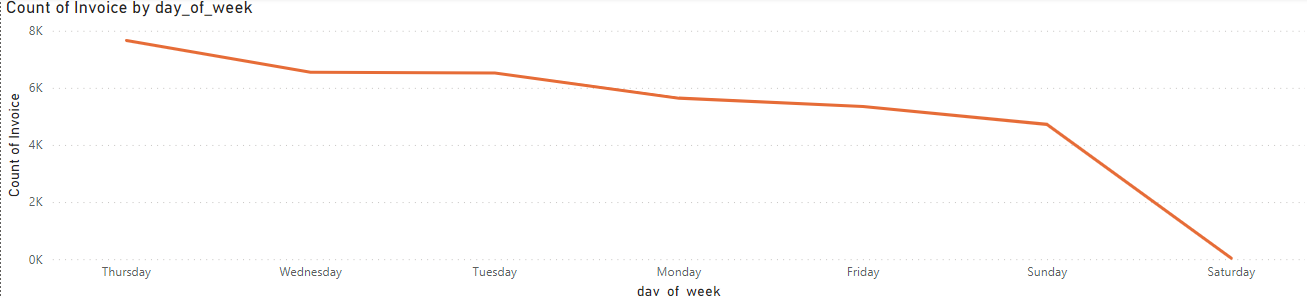 Count of Invoice by day_of_week
8K
6K
4K
2K
0K
Count of Invoice
Thursday Wednesday Tuesday Monday Friday Sunday Saturday
day_of_week